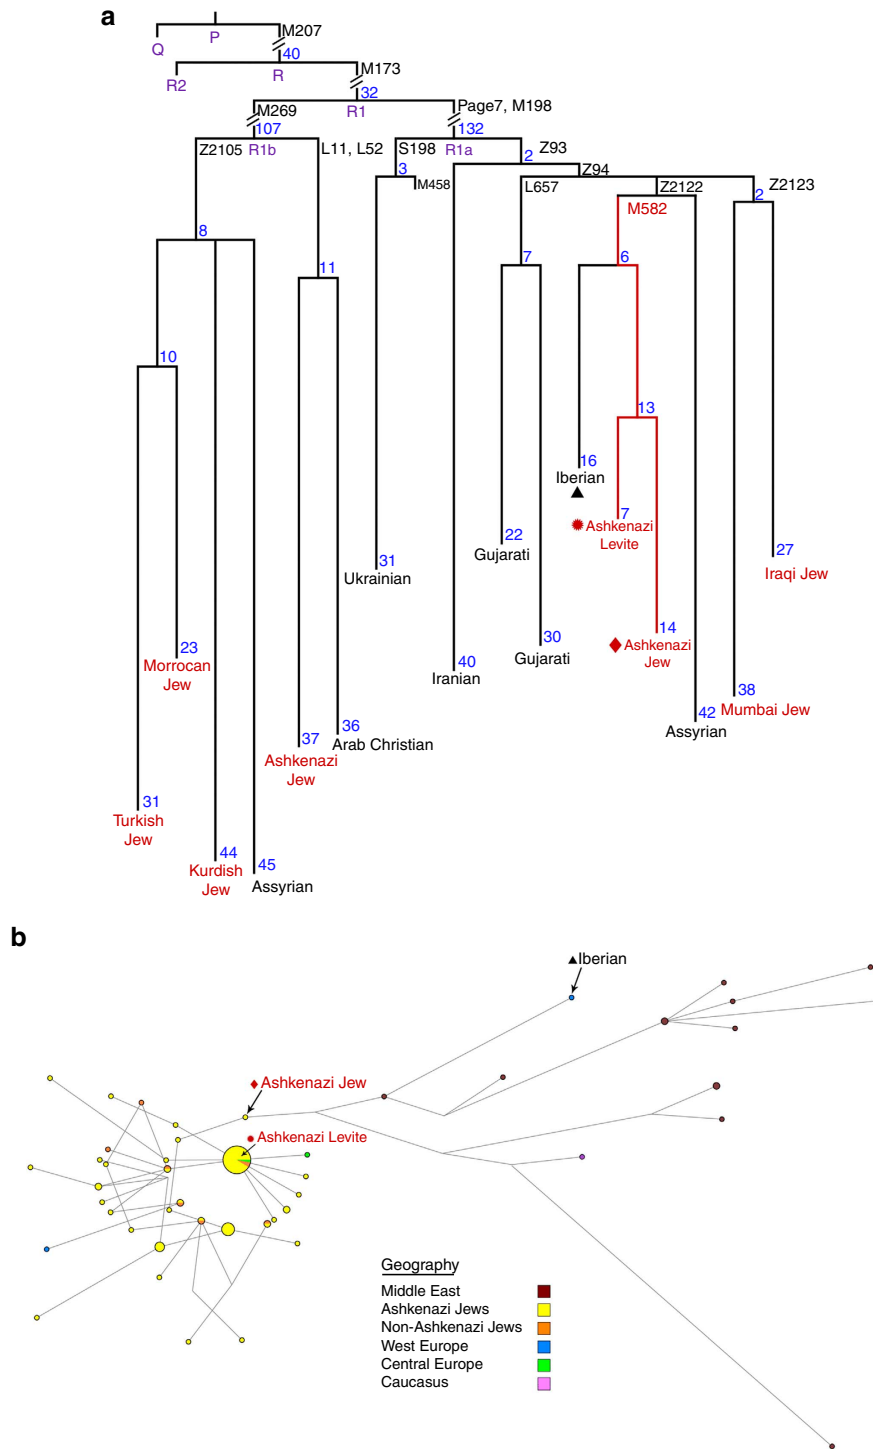 a
M207
P
Q
40
M173
R2
R
32
R1
M269
Page7, M198
107
132
Z2105
R1b
L11, L52
S198
R1a
Z93
2
3
Z94
M458
L657
Z2122
Z2123
2
M582
8
7
6
11
10
13
16
Iberian
7
Ashkenazi
Levite
22
Gujarati
27
Iraqi Jew
31
Ukrainian
14
Ashkenazi
Jew
30
Gujarati
23
Morrocan
Jew
40
Iranian
38
Mumbai Jew
42
Assyrian
36
Arab Christian
37
Ashkenazi
Jew
31
Turkish
Jew
44
Kurdish
Jew
45
Assyrian
b
Iberian
Ashkenazi Jew
Ashkenazi Levite
Geography
Middle East
Ashkenazi Jews
Non-Ashkenazi Jews
West Europe
Central Europe
Caucasus